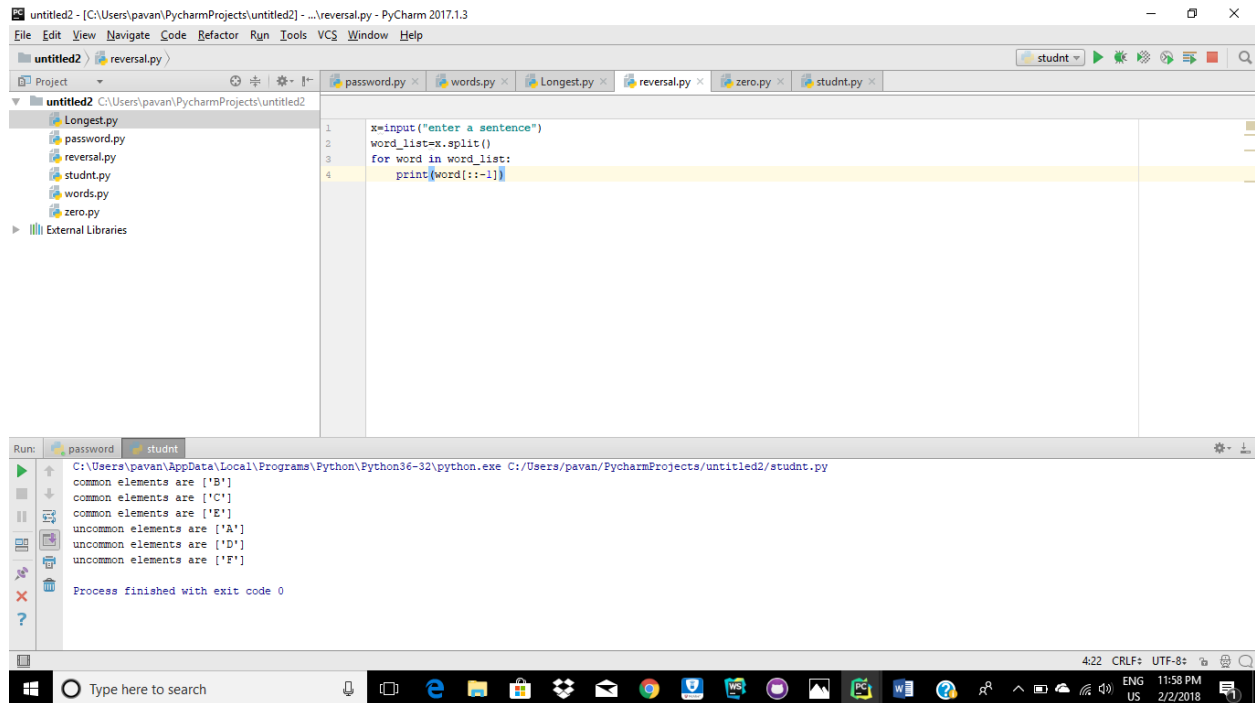 untitled2 - [C:\Users\pavan\PycharmProjects\untitled2] - ...\reversal.py - PyCharm 2017.1.3
File Edit View Navigate Code Refactor Run Tools VCS Window Help
untitled2 reversal.py studnt
Project password.py words.py Longest.py reversal.py zero.py studnt.py
untitled2 C:\Users\pavan\PycharmProjects\untitled2
Longest.py
password.py
reversal.py
studnt.py
words.py
zero.py
External Libraries
1 x=input("enter a sentence")
2 word_list=x.split()
3 for word in word_list:
4 print(word[::-1])
Run: password studnt
C:\Users\pavan\AppData\Local\Programs\Python\Python36-32\python.exe C:/Users/pavan/PycharmProjects/untitled2/studnt.py
common elements are ['B']
common elements are ['C']
common elements are ['E']
uncommon elements are ['A']
uncommon elements are ['D']
uncommon elements are ['F']
Process finished with exit code 0
4:22 CRLF UTF-8
Type here to search
ENG 11:58 PM
US 2/2/2018